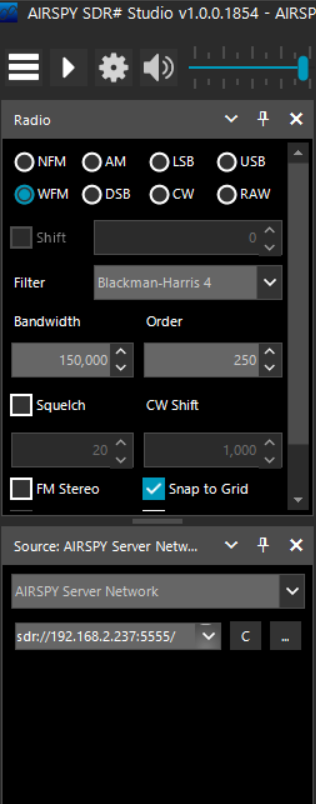 AIRSPY SDR# Studio v1.0.0.1854 - AIRSP
Radio
NFM AM LSB USB
WFM DSB CW RAW
Shift 0
Filter Blackman-Harris 4
Bandwidth Order
150,000 250
Squelch CW Shift
20 1,000
FM Stereo Snap to Grid
Source: AIRSPY Server Netw...
AIRSPY Server Network
sdr://192.168.2.237:5555/ C ...